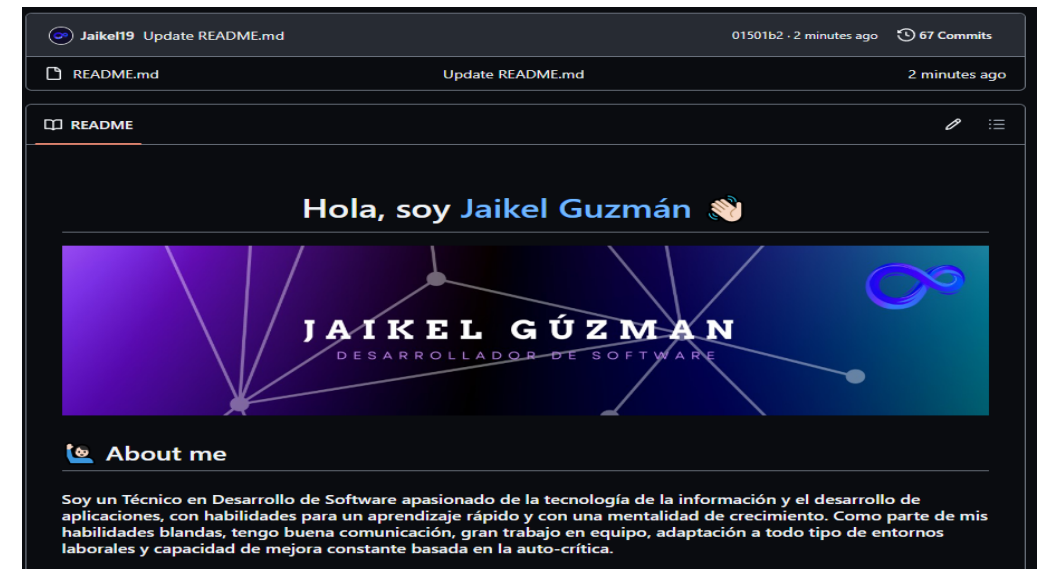 Jaikel19 Update README.md 01501b2 · 2 minutes ago 67 Commits
README.md Update README.md 2 minutes ago
README
Hola, soy Jaikel Guzmán
JAIKEL GÚZMAN
DESARROLLADOR DE SOFTWARE
About me
Soy un Técnico en Desarrollo de Software apasionado de la tecnología de la información y el desarrollo de
aplicaciones, con habilidades para un aprendizaje rápido y con una mentalidad de crecimiento. Como parte de mis
habilidades blandas, tengo buena comunicación, gran trabajo en equipo, adaptación a todo tipo de entornos
laborales y capacidad de mejora constante basada en la auto-crítica.